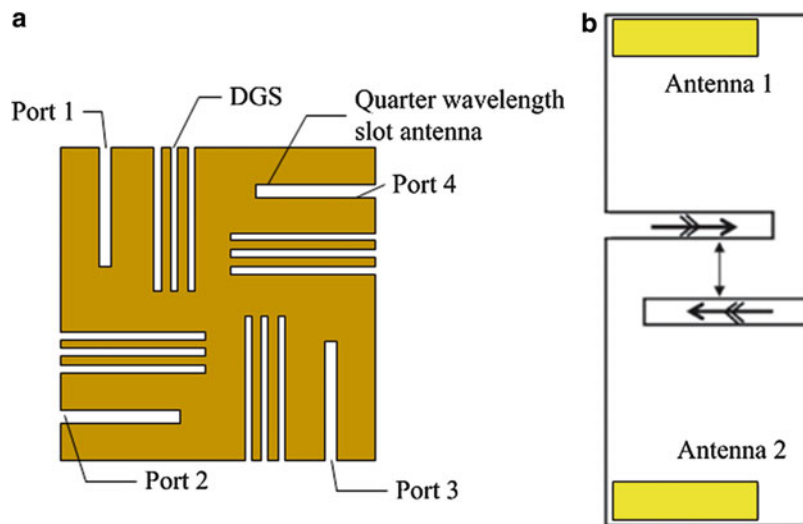 a
DGS
Quarter wavelength
slot antenna
Port 1
Port 4
Port 2
Port 3
b
Antenna 1
Antenna 2